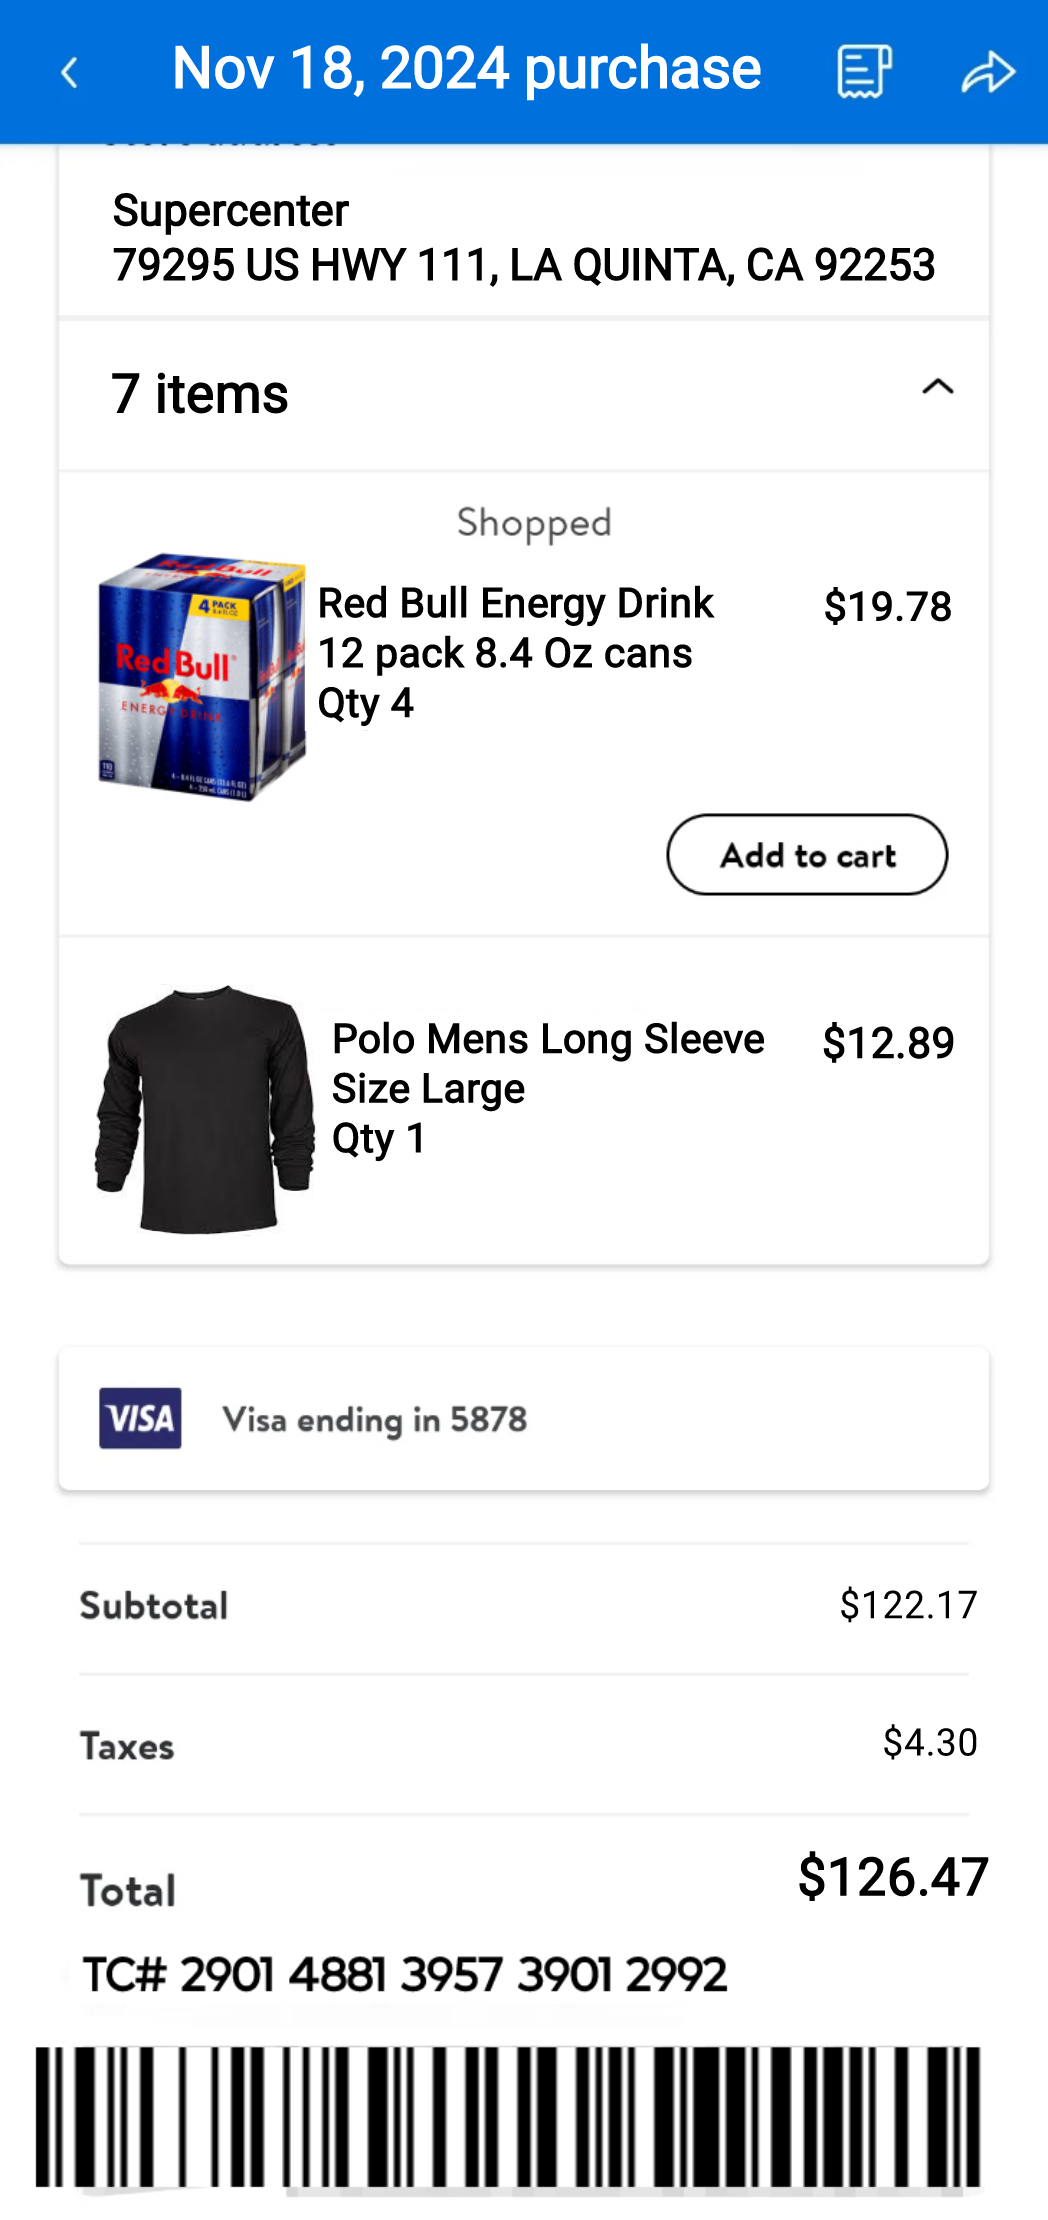 Nov 18, 2024 purchase
Supercenter
79295 US HWY 111, LA QUINTA, CA 92253
7 items
Shopped
Red Bull
4 PACK
Red Bull
ENERGY DRINK
Red Bull Energy Drink
12 pack 8.4 Oz cans
Qty 4
$19.78
Add to cart
Polo Mens Long Sleeve
Size Large
Qty 1
$12.89
VISA
Visa ending in 5878
Subtotal
$122.17
Taxes
$4.30
Total
$126.47
TC# 2901 4881 3957 3901 2992